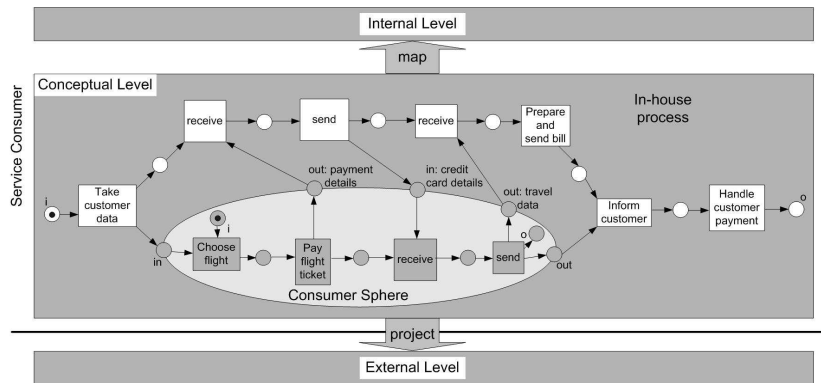 Internal Level
map
Service Consumer
Conceptual Level
In-house
process
receive
send
receive
Prepare
and
send bill
out: payment
details
in: credit
card details
out: travel
data
i
Take
customer
data
Inform
customer
Handle
customer
payment
o
i
o
in
Choose
flight
Pay
flight
ticket
receive
send
out
Consumer Sphere
project
External Level